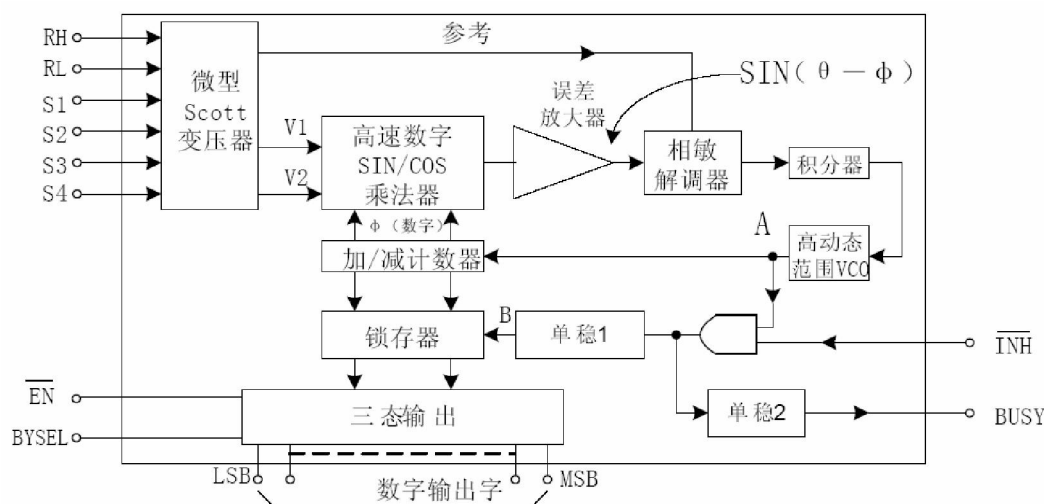 RH
RL
S1
S2
S3
S4
微型
Scott
变压器
参考
V1
V2
高速数字
SIN/COS
乘法器
误差
放大器
SIN(θ-φ)
相敏
解调器
积分器
φ(数字)
A
加/减计数器
高动态
范围VCO
B
锁存器
单稳1
INH
EN
三态输出
单稳2
BUSY
BYSEL
LSB
MSB
数字输出字